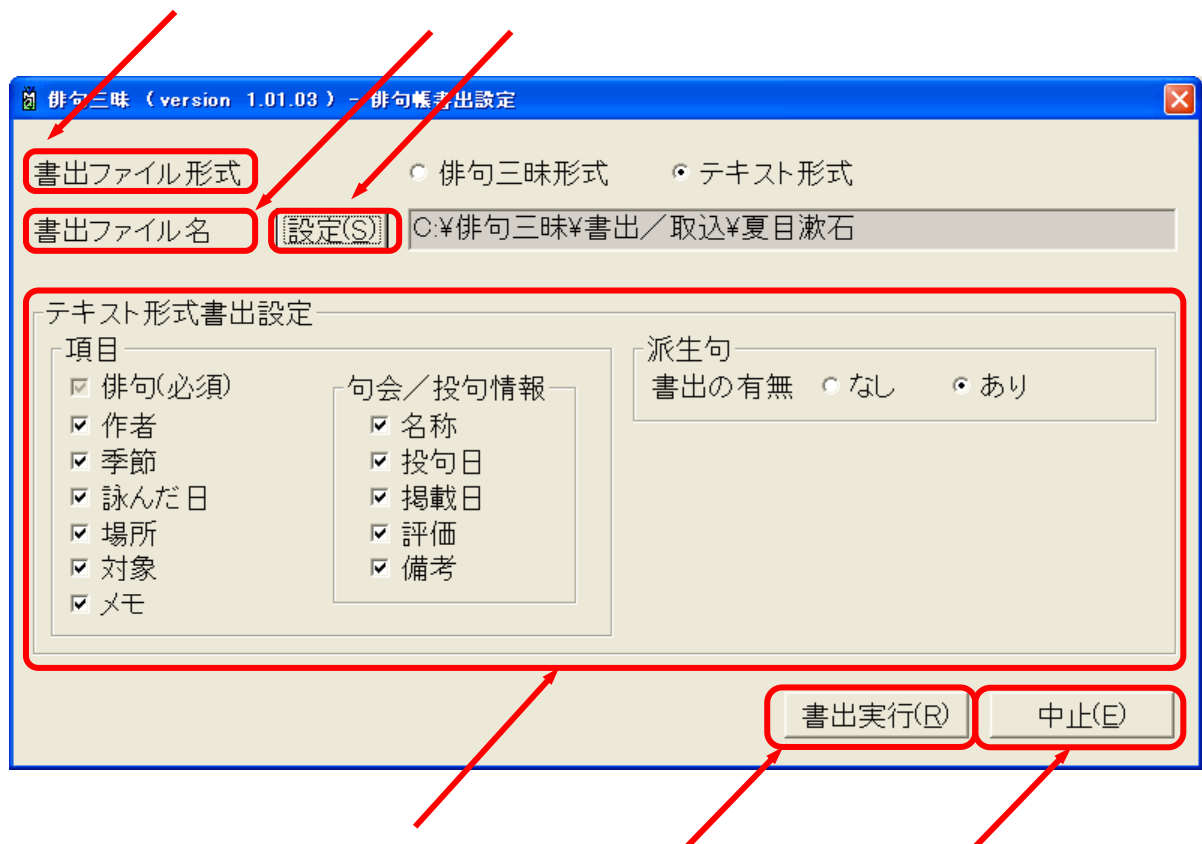 俳句三昧 （ version 1.01.03 ） - 俳句帳書出設定
書出ファイル形式 俳句三昧形式 テキスト形式
書出ファイル名 設定(S) C:¥俳句三昧¥書出／取込¥夏目漱石
テキスト形式書出設定
項目
俳句(必須)
作者
季節
詠んだ日
場所
対象
メモ
句会／投句情報
名称
投句日
掲載日
評価
備考
派生句
書出の有無 なし あり
書出実行(R) 中止(E)